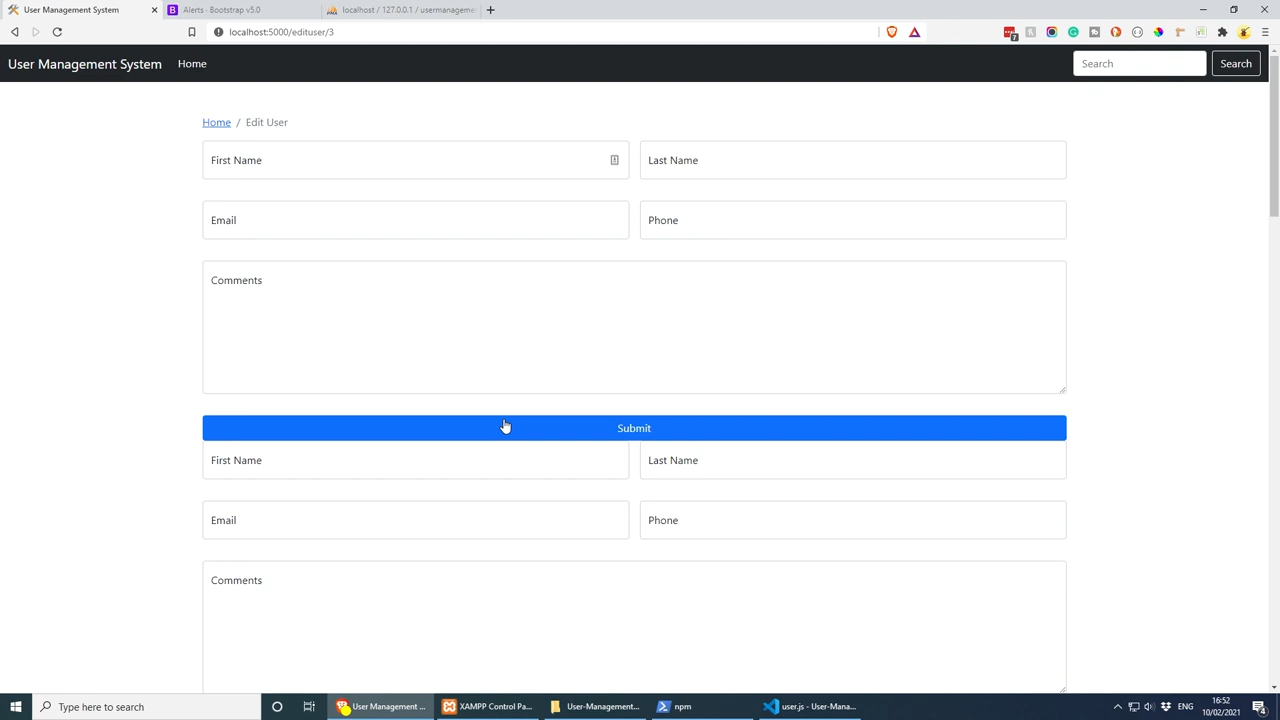 User Management System
Alerts · Bootstrap v5.0
localhost / 127.0.0.1 / usermanageme
localhost:5000/edituser/3
7
User Management System
Home
Search
Search
Home / Edit User
First Name
Last Name
Email
Phone
Comments
Submit
First Name
Last Name
Email
Phone
Comments
Type here to search
User Management ...
XAMPP Control Pa...
User-Management...
npm
user.js - User-Mana...
ENG
16:52
10/02/2021
4